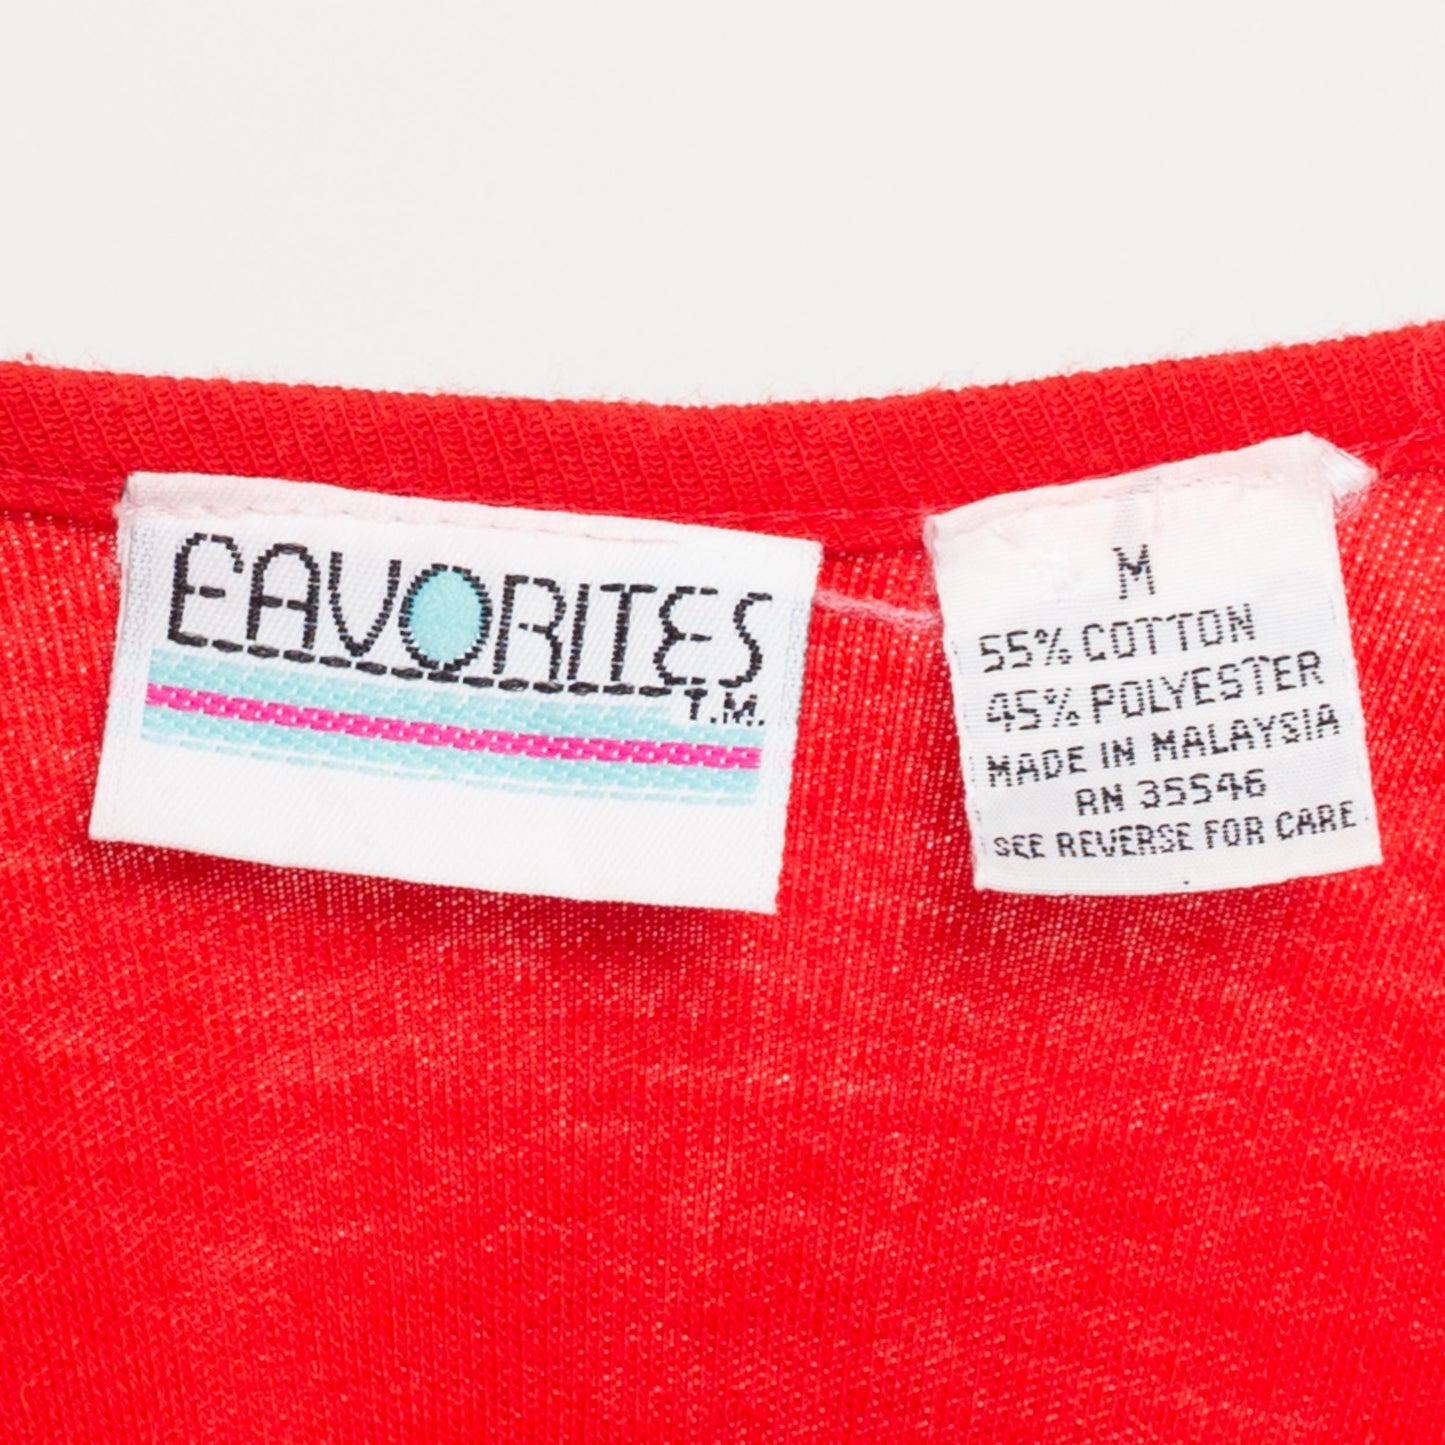 FAVORITES
T.M.
M
55% COTTON
45% POLYESTER
MADE IN MALAYSIA
RN 35546
SEE REVERSE FOR CARE